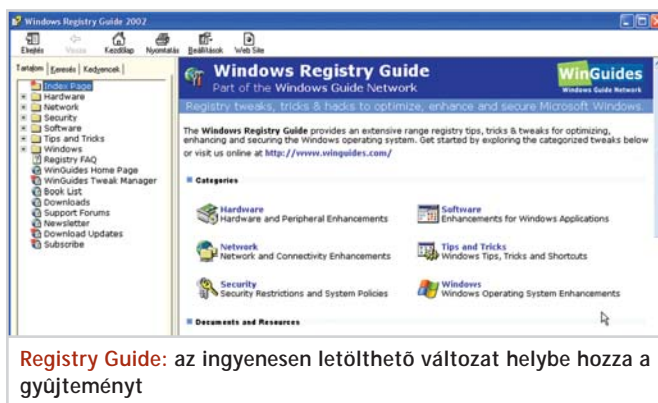 Windows Registry Guide 2002
Elrejtés Vissza Kezdőlap Nyomtatás Beállítások Web Site
Tartalom Keresés Kedvencek
Index Page
Hardware
Network
Security
Software
Tips and Tricks
Windows
Registry FAQ
WinGuides Home Page
WinGuides Tweak Manager
Book List
Downloads
Support Forums
Newsletter
Download Updates
Subscribe
Windows Registry Guide
Part of the Windows Guide Network
WinGuides
Windows Guide Network
Registry tweaks, tricks & hacks to optimize, enhance and secure Microsoft Windows.
The Windows Registry Guide provides an extensive range registry tips, tricks & tweaks for optimizing,
enhancing and securing the Windows operating system. Get started by exploring the categorized tweaks below
or visit us online at http://www.winguides.com/
Categories
Hardware
Hardware and Peripheral Enhancements
Software
Enhancements for Windows Applications
Network
Network and Connectivity Enhancements
Tips and Tricks
Windows Tips, Tricks and Shortcuts
Security
Security Restrictions and System Policies
Windows
Windows Operating System Enhancements
Documents and Resources
Registry Guide: az ingyenesen letölthetõ változat helybe hozza a
gyûjteményt